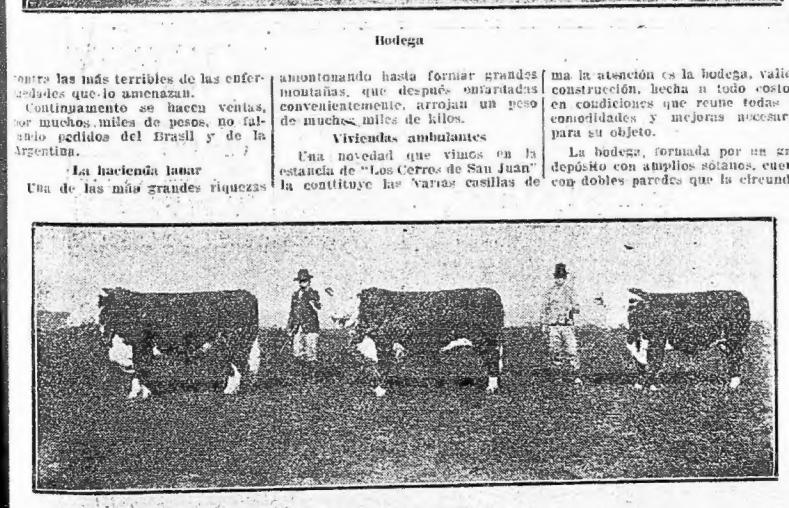 Bodega
contra las más terribles de las enfer-
medades que lo amenazan.
Continuamente se hacen ventas,
por muchos miles de pesos, no fal-
tando pedidos del Brasil y de la
Argentina.
La hacienda lanar
Una de las más grandes riquezas
amontonando hasta formar grandes
montañas, que después enfardadas
convenientemente, arrojan un peso
de muchos miles de kilos.
Viviendas ambulantes
Una novedad que vimos en la
estancia de "Los Cerros de San Juan"
la contituye las varias casillas de
ma la atención es la bodega, valio
construcción, hecha a todo costo
en condiciones que reune todas
comodidades y mejoras necesar
para su objeto.
La bodega, formada por un gr
depósito con amplios sótanos, cuen
con dobles paredes que la circund